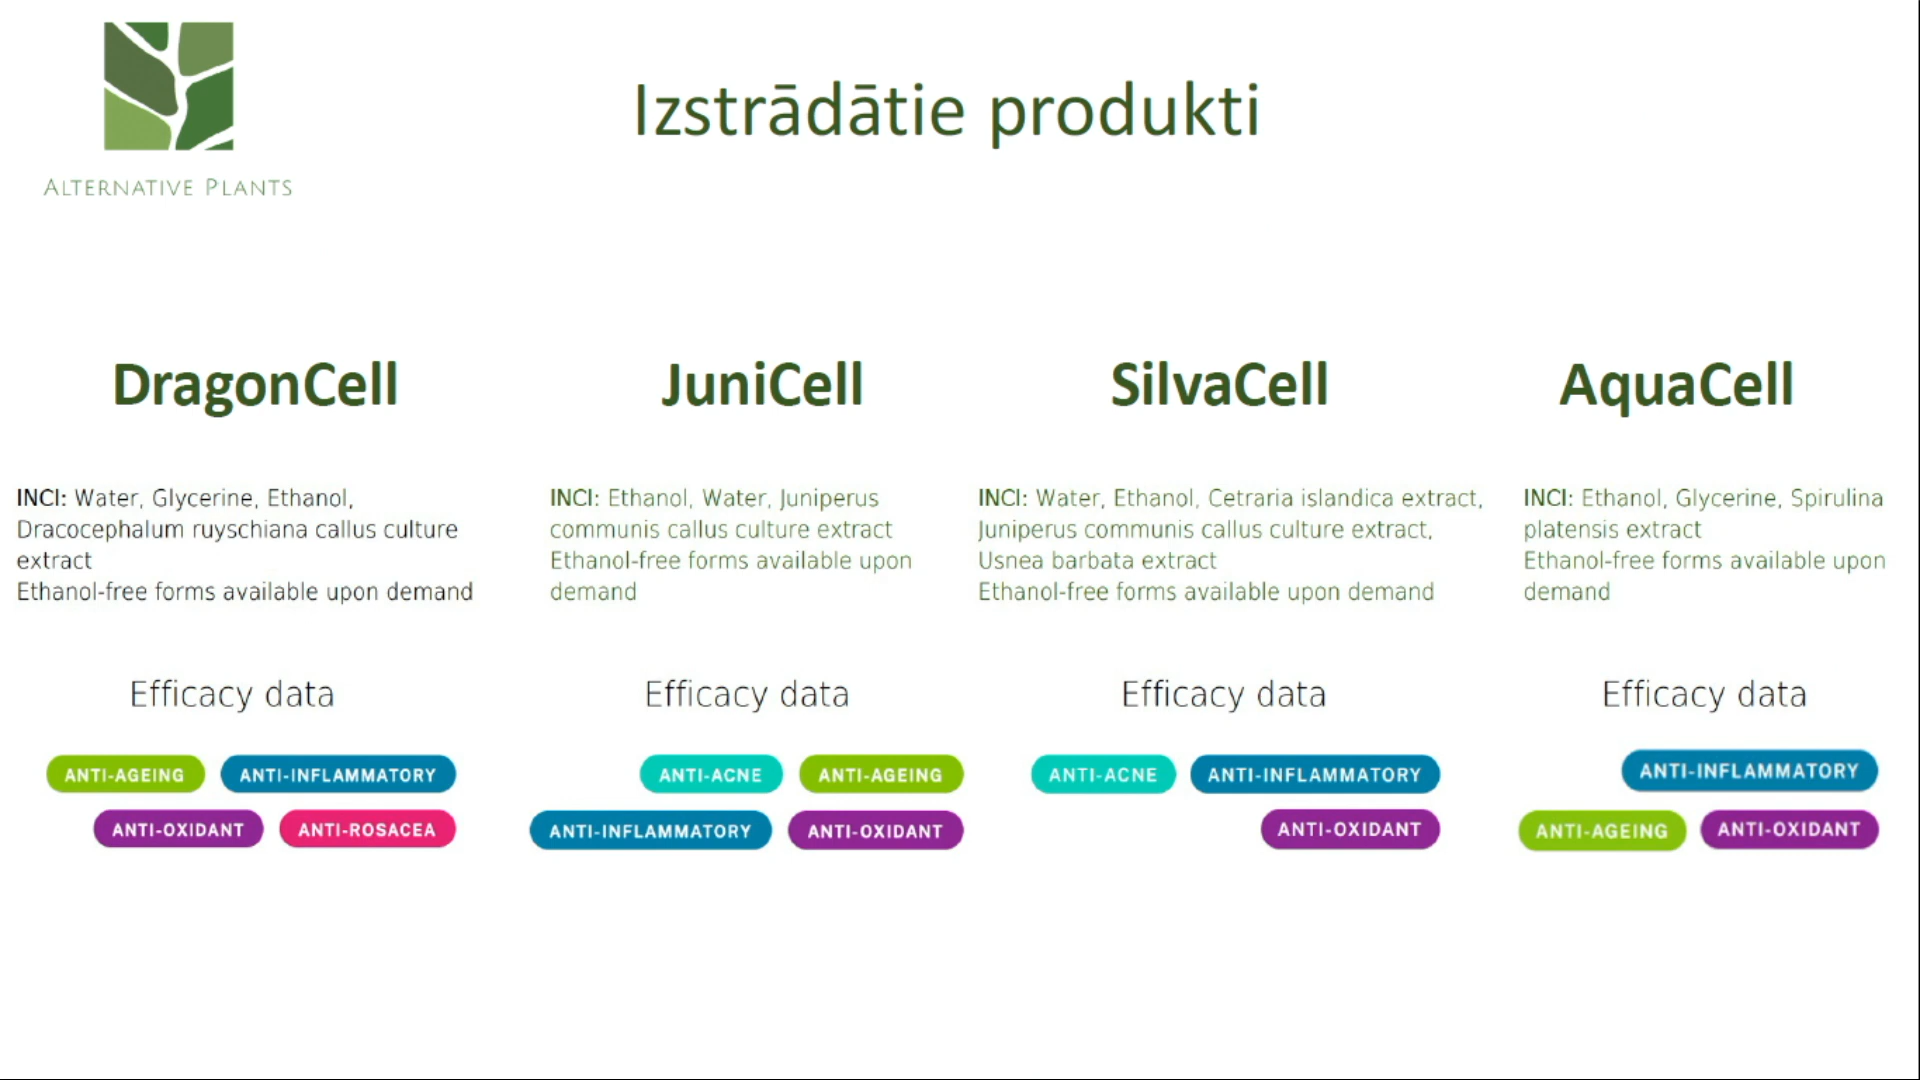 ALTERNATIVE PLANTS
Izstrādātie produkti
DragonCell
INCI: Water, Glycerine, Ethanol,
Dracocephalum ruyschiana callus culture
extract
Ethanol-free forms available upon demand
Efficacy data
ANTI-AGEING
ANTI-INFLAMMATORY
ANTI-OXIDANT
ANTI-ROSACEA
JuniCell
INCI: Ethanol, Water, Juniperus
communis callus culture extract
Ethanol-free forms available upon
demand
Efficacy data
ANTI-ACNE
ANTI-AGEING
ANTI-INFLAMMATORY
ANTI-OXIDANT
SilvaCell
INCI: Water, Ethanol, Cetraria islandica extract,
Juniperus communis callus culture extract,
Usnea barbata extract
Ethanol-free forms available upon demand
Efficacy data
ANTI-ACNE
ANTI-INFLAMMATORY
ANTI-OXIDANT
AquaCell
INCI: Ethanol, Glycerine, Spirulina
platensis extract
Ethanol-free forms available upon
demand
Efficacy data
ANTI-INFLAMMATORY
ANTI-AGEING
ANTI-OXIDANT